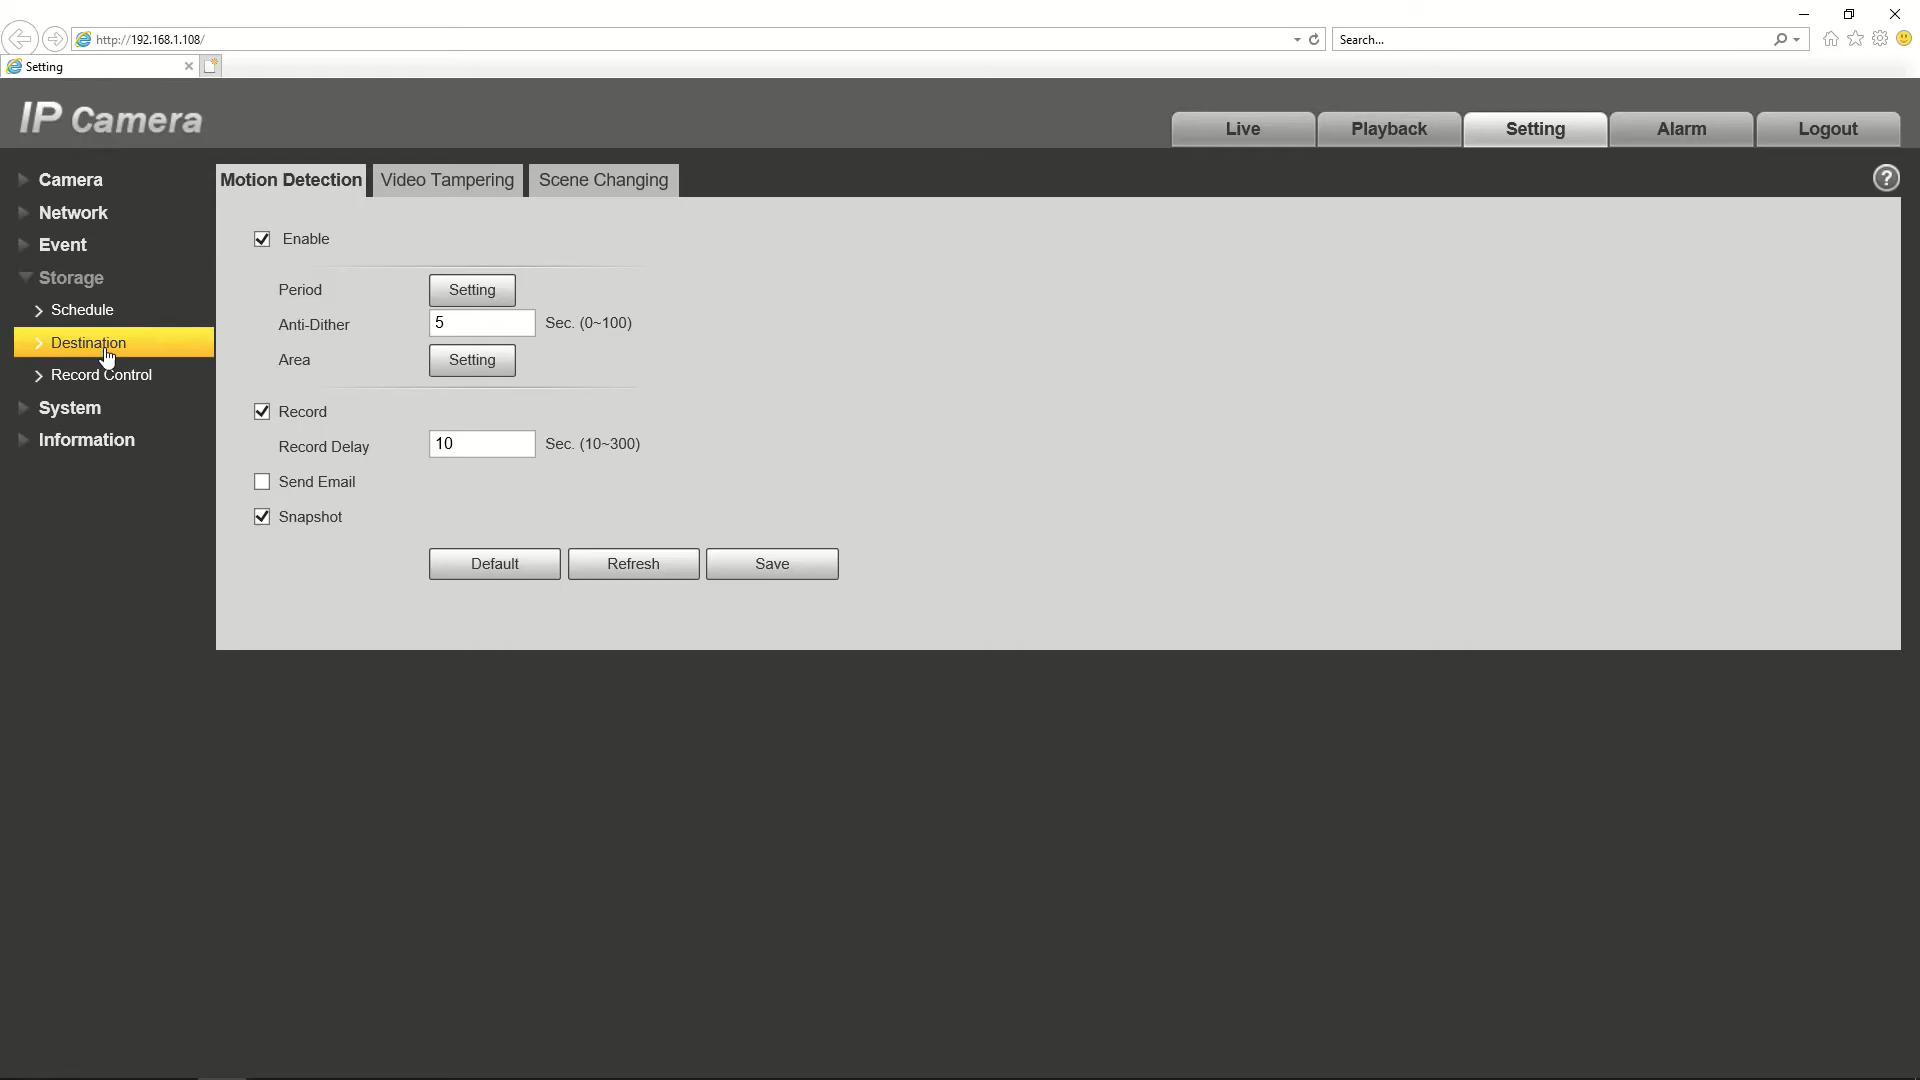 http://192.168.1.108/
Search...
Setting
IP Camera
Live
Playback
Setting
Alarm
Logout
Camera
Network
Event
Storage
Schedule
Destination
Record Control
System
Information
Motion Detection
Video Tampering
Scene Changing
?
Enable
Period
Setting
Anti-Dither
5
Sec. (0~100)
Area
Setting
Record
Record Delay
10
Sec. (10~300)
Send Email
Snapshot
Default
Refresh
Save